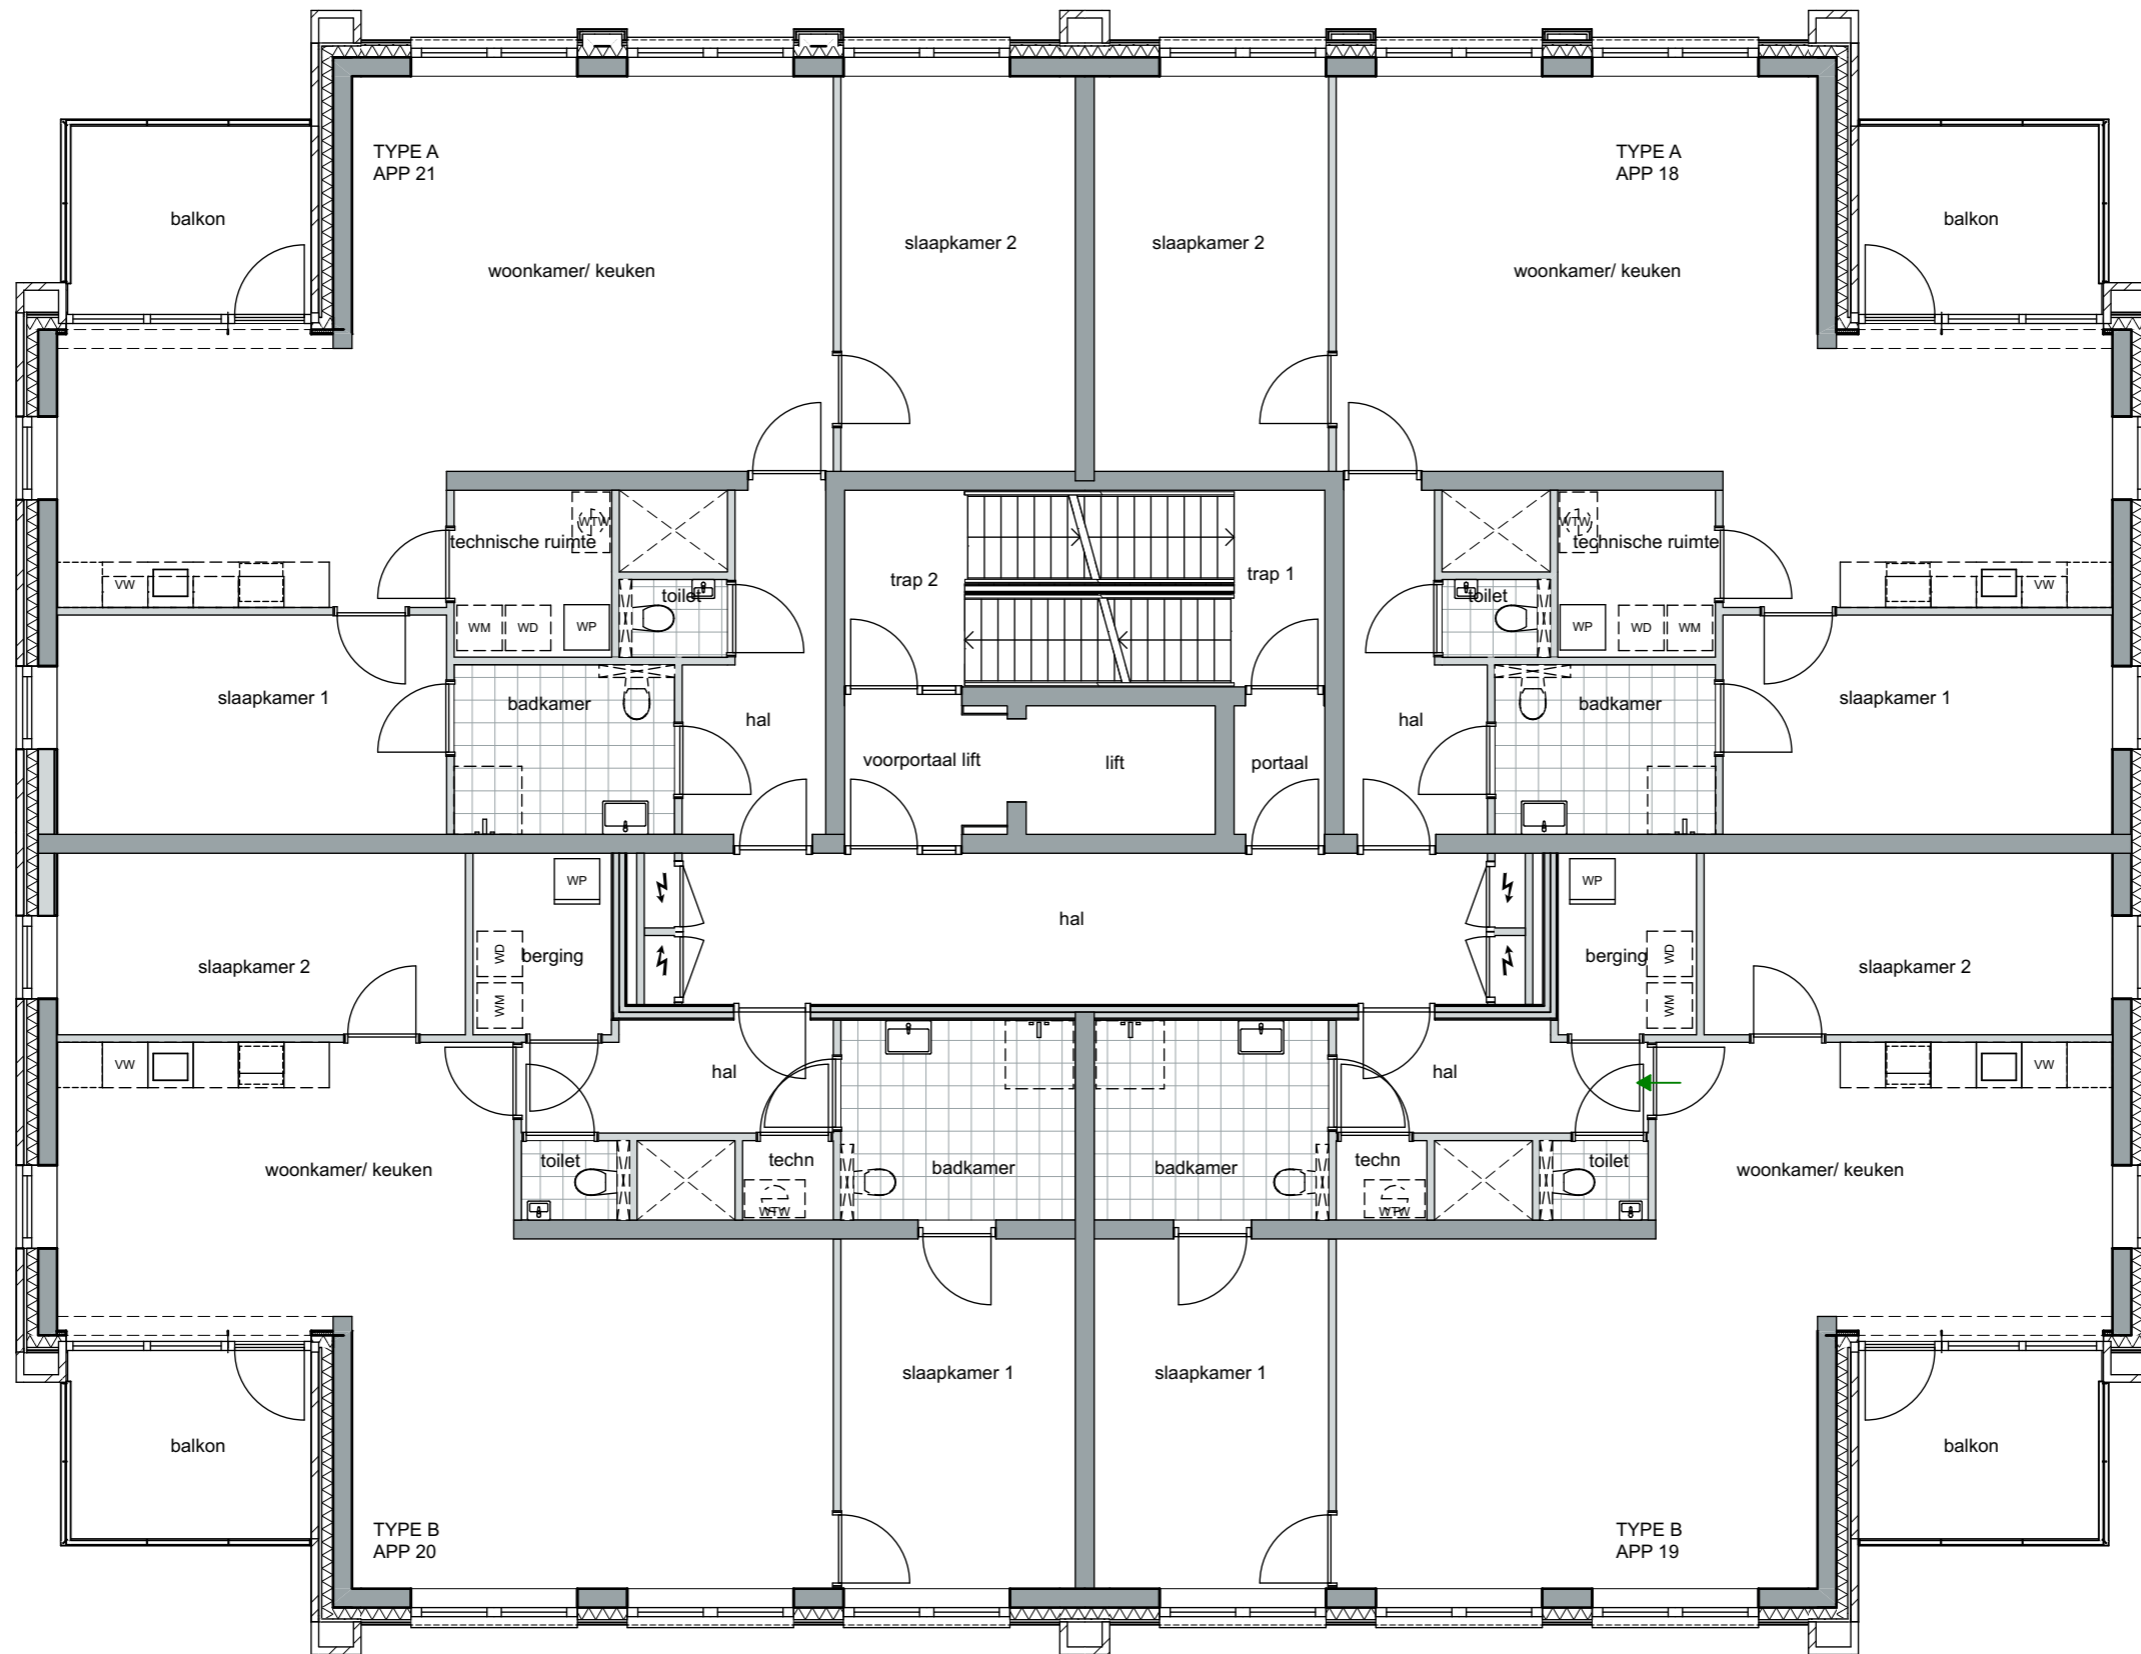 TYPE A
APP 21
TYPE A
APP 18
balkon
balkon
slaapkamer 2
slaapkamer 2
woonkamer/ keuken
woonkamer/ keuken
WTW
technische ruimte
WTW
technische ruimte
trap 2
trap 1
VW
VW
toilet
toilet
WM
WD
WP
WP
WD
WM
slaapkamer 1
badkamer
hal
hal
badkamer
slaapkamer 1
voorportaal lift
lift
portaal
WP
WP
hal
slaapkamer 2
WD
berging
WM
berging
WD
WM
slaapkamer 2
VW
hal
hal
VW
woonkamer/ keuken
toilet
techn
WTW
badkamer
badkamer
techn
WTW
toilet
woonkamer/ keuken
slaapkamer 1
slaapkamer 1
balkon
balkon
TYPE B
APP 20
TYPE B
APP 19